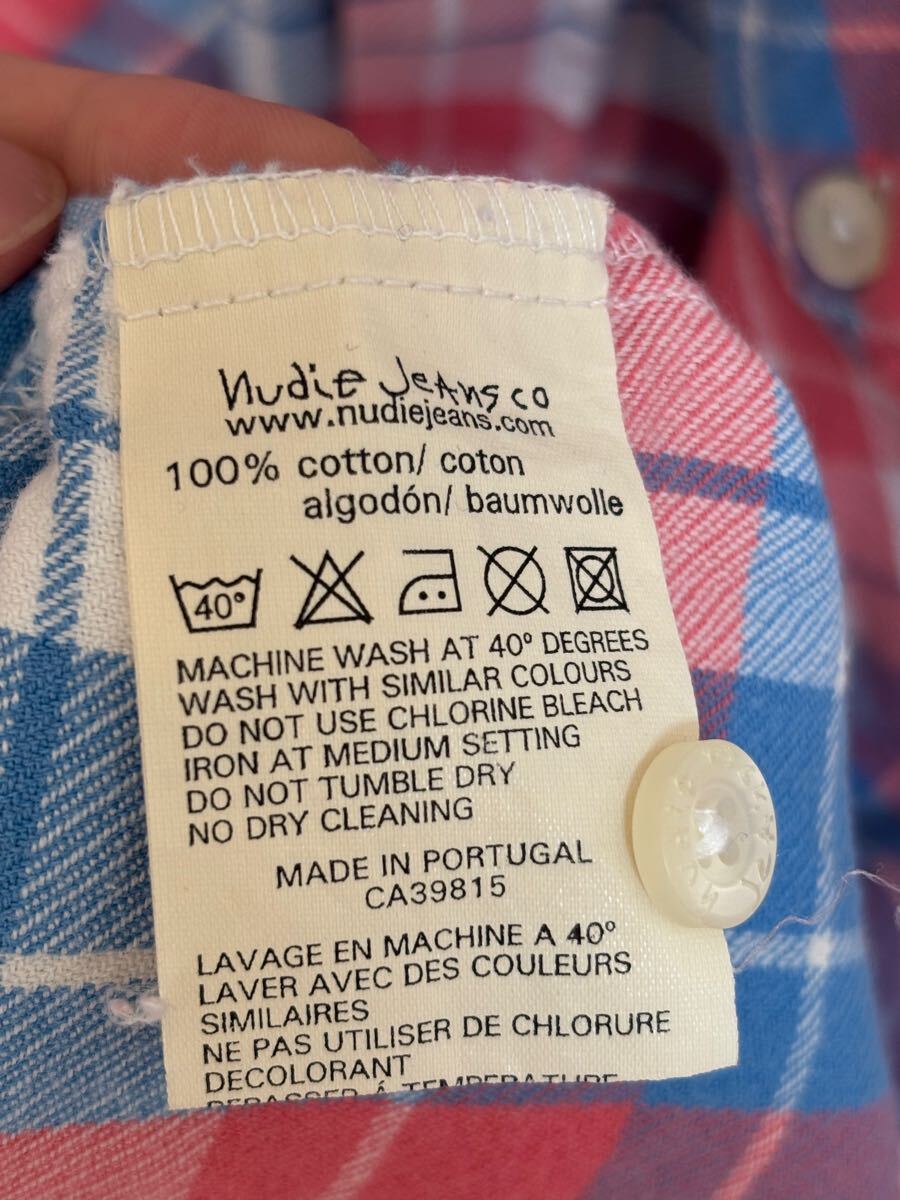 Nudie Jeans co
www.nudiejeans.com
100% cotton/ coton
algodón/ baumwolle
40°
MACHINE WASH AT 40° DEGREES
WASH WITH SIMILAR COLOURS
DO NOT USE CHLORINE BLEACH
IRON AT MEDIUM SETTING
DO NOT TUMBLE DRY
NO DRY CLEANING
MADE IN PORTUGAL
CA39815
LAVAGE EN MACHINE A 40°
LAVER AVEC DES COULEURS
SIMILAIRES
NE PAS UTILISER DE CHLORURE
DECOLORANT
REPASSER Á TEMPERATURE